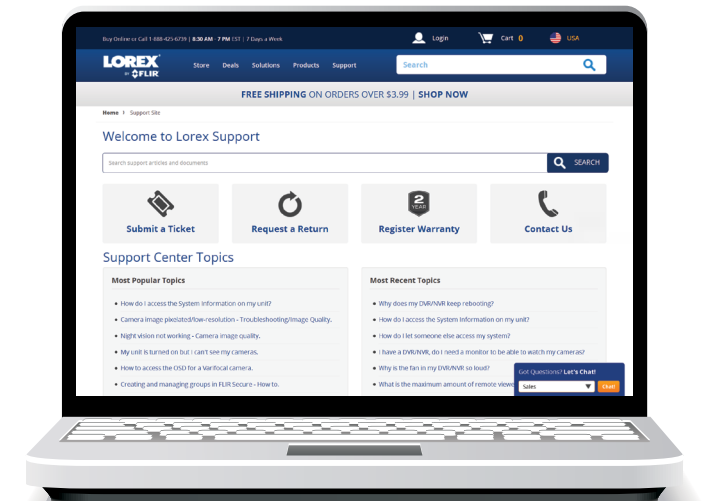 Buy Online or Call 1-888-425-6739 | 8:30 AM - 7 PM EST | 7 Days a Week
Login
Cart 0
USA
LOREX
BY FLIR
Store Deals Solutions Products Support
Search
FREE SHIPPING ON ORDERS OVER $3.99 | SHOP NOW
Home › Support Site
Welcome to Lorex Support
Search support articles and documents
SEARCH
2
YEAR
Submit a Ticket
Request a Return
Register Warranty
Contact Us
Support Center Topics
Most Popular Topics
• How do I access the System Information on my unit?
• Camera image pixelated/low-resolution - Troubleshooting/Image Quality.
• Night vision not working - Camera image quality.
• My unit is turned on but I can't see my cameras.
• How to access the OSD for a Varifocal camera.
• Creating and managing groups in FLIR Secure - How to.
Most Recent Topics
• Why does my DVR/NVR keep rebooting?
• How do I access the System Information on my unit?
• How do I let someone else access my system?
• I have a DVR/NVR, do I need a monitor to be able to watch my cameras?
• Why is the fan in my DVR/NVR so loud?
• What is the maximum amount of remote
Got Questions? Let's Chat!
Sales
Chat!